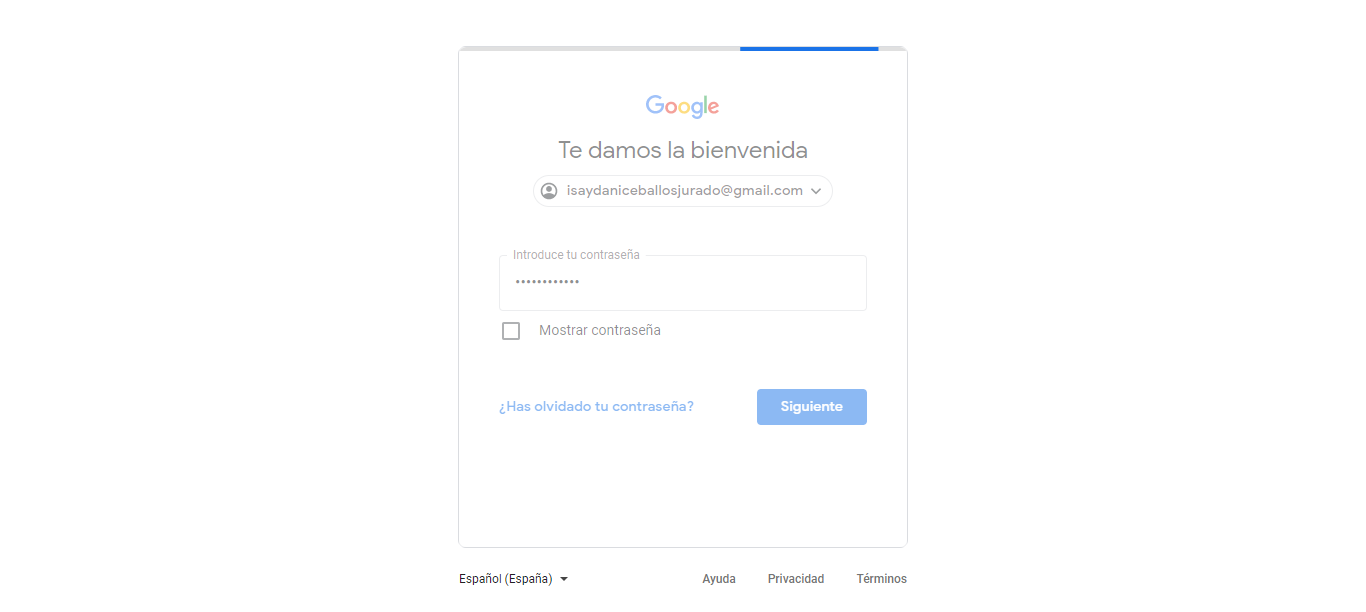 Google
Te damos la bienvenida
isaydaniceballosjurado@gmail.com
Introduce tu contraseña
••••••••••••
Mostrar contraseña
¿Has olvidado tu contraseña?
Siguiente
Español (España)
Ayuda
Privacidad
Términos